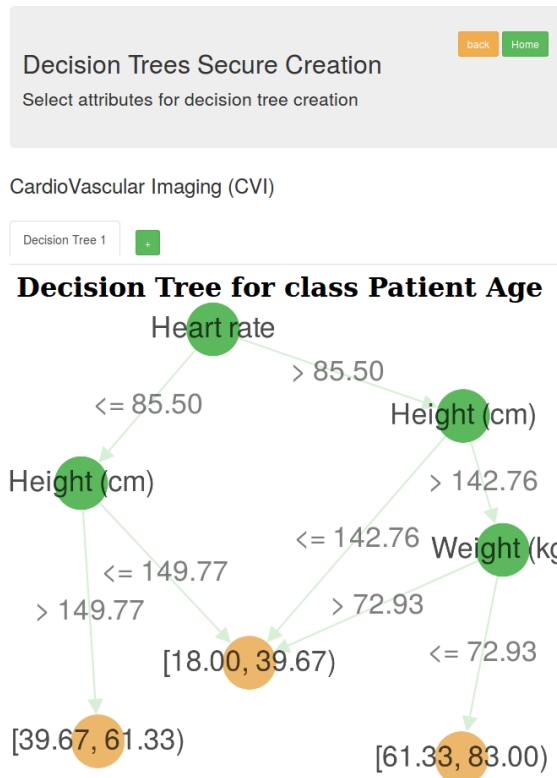 back Home
Decision Trees Secure Creation
Select attributes for decision tree creation
CardioVascular Imaging (CVI)
Decision Tree 1 +
Decision Tree for class Patient Age
Heart rate
> 85.50
<= 85.50
Height (cm)
> 142.76
Height (cm)
<= 142.76
Weight (kg
<= 149.77
> 149.77
> 72.93
<= 72.93
[18.00, 39.67)
[39.67, 61.33)
[61.33, 83.00)